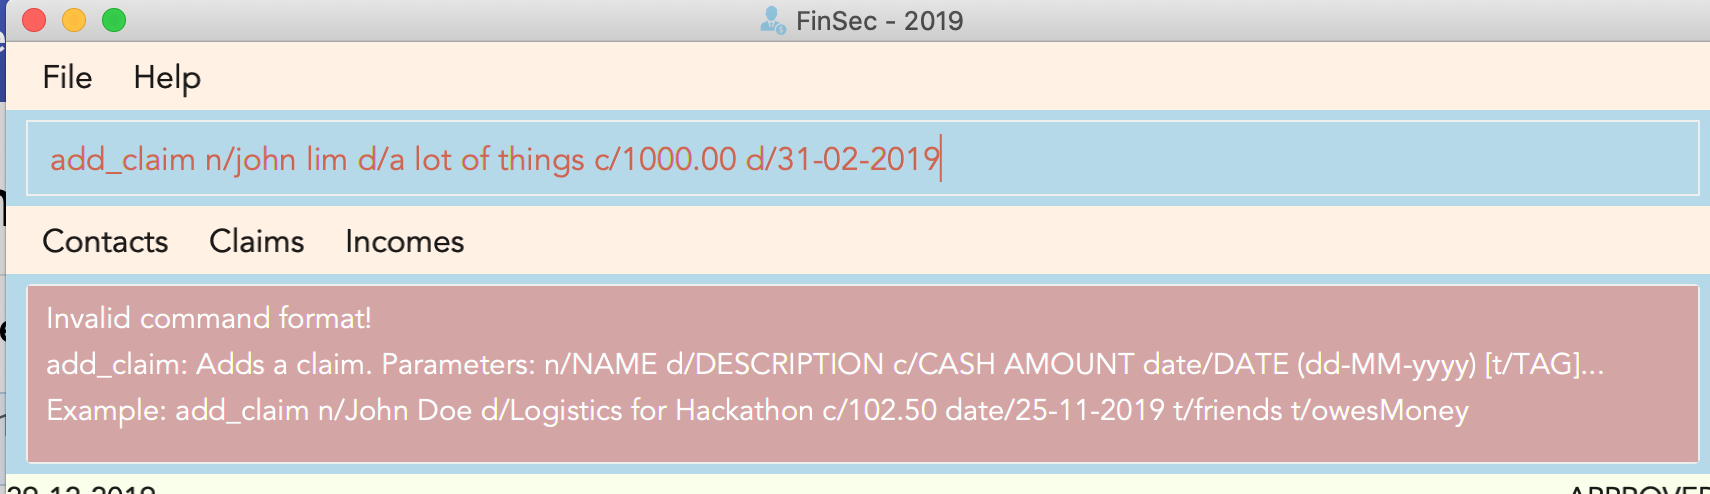 FinSec - 2019
File Help
add_claim n/john lim d/a lot of things c/1000.00 d/31-02-2019
Contacts Claims Incomes
Invalid command format!
add_claim: Adds a claim. Parameters: n/NAME d/DESCRIPTION c/CASH AMOUNT date/DATE (dd-MM-yyyy) [t/TAG]...
Example: add_claim n/John Doe d/Logistics for Hackathon c/102.50 date/25-11-2019 t/friends t/owesMoney